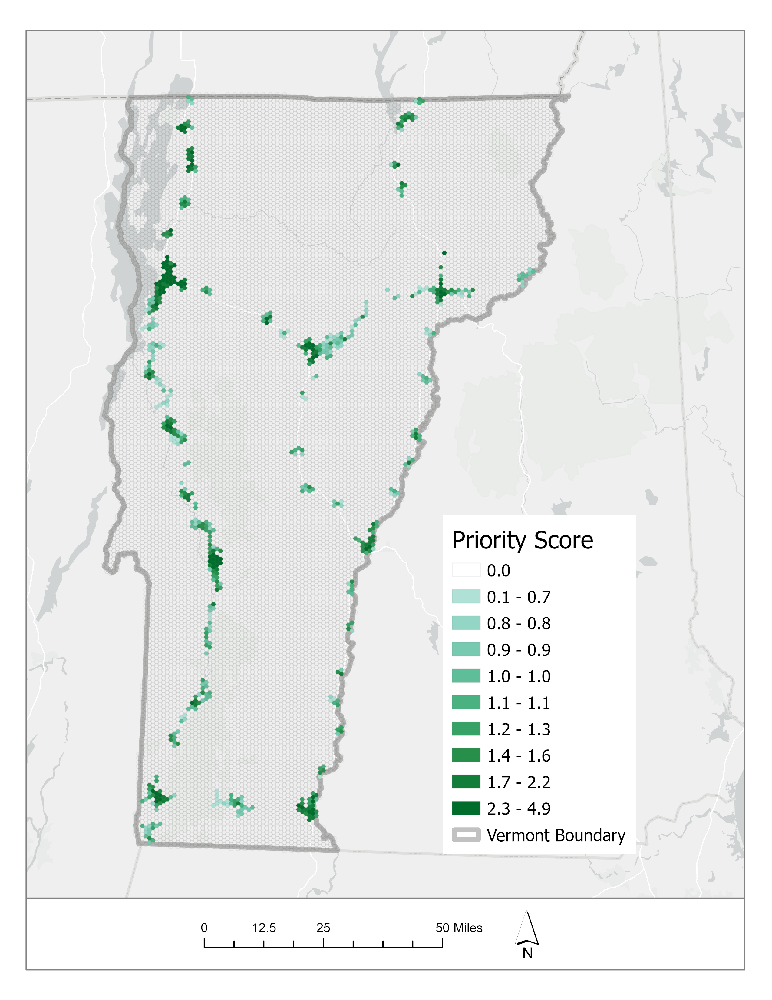 Priority Score
0.0
0.1 - 0.7
0.8 - 0.8
0.9 - 0.9
1.0 - 1.0
1.1 - 1.1
1.2 - 1.3
1.4 - 1.6
1.7 - 2.2
2.3 - 4.9
Vermont Boundary
0 12.5 25 50 Miles
N